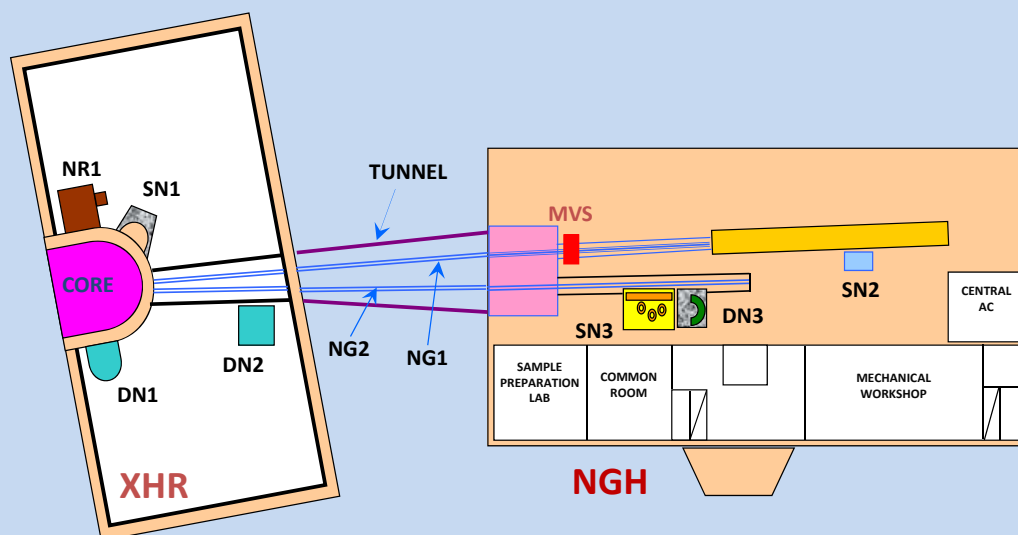 NR1
SN1
TUNNEL
MVS
CORE
SN2
CENTRAL
AC
SN3
DN3
NG2
NG1
DN2
DN1
SAMPLE
PREPARATION
LAB
COMMON
ROOM
MECHANICAL
WORKSHOP
XHR
NGH